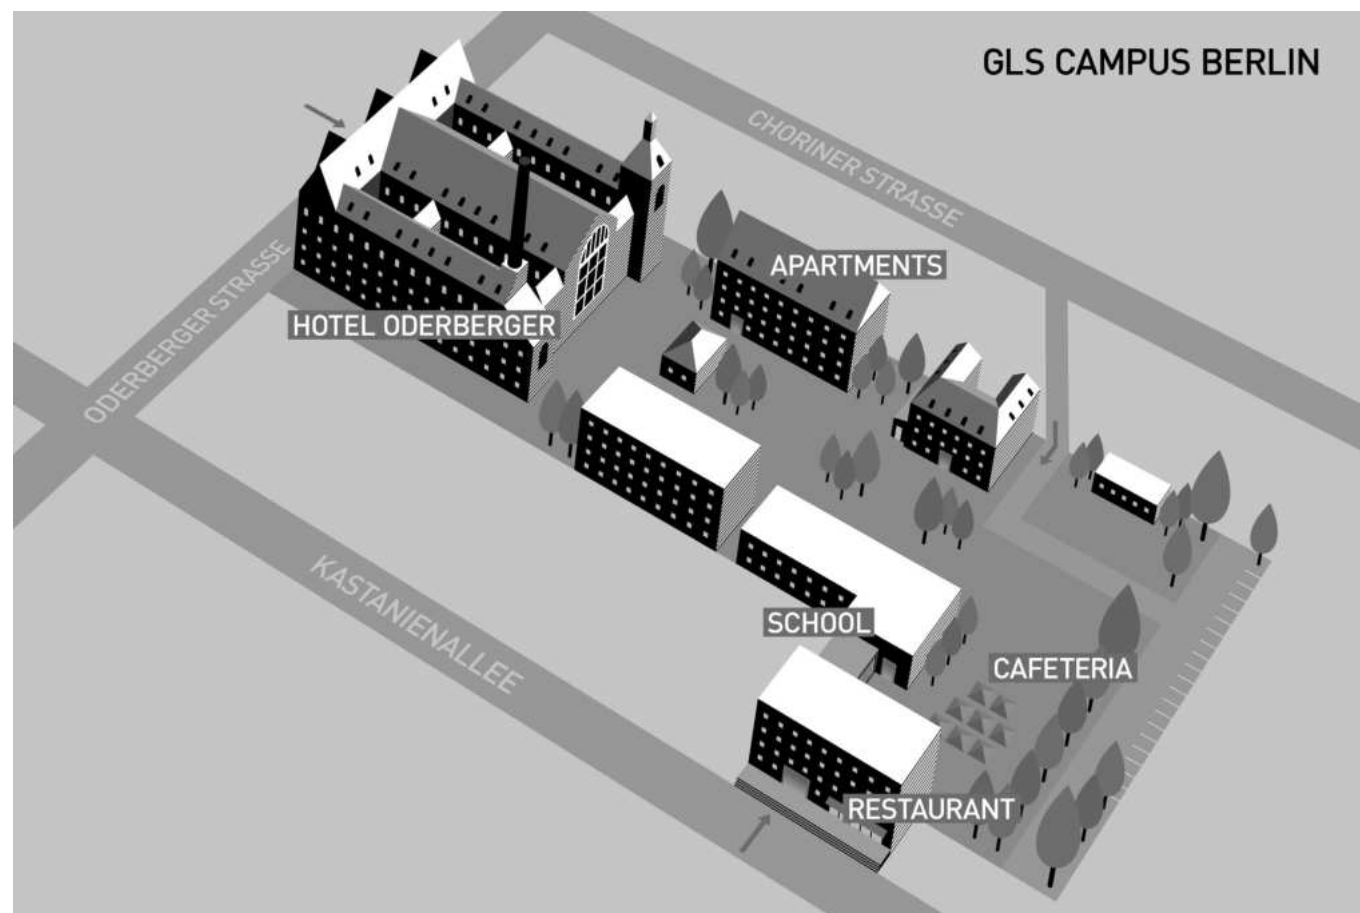 GLS CAMPUS BERLIN
CHORINER STRASSE
APARTMENTS
ODERBERGER STRASSE
HOTEL ODERBERGER
KASTANIENALLEE
SCHOOL
CAFETERIA
RESTAURANT